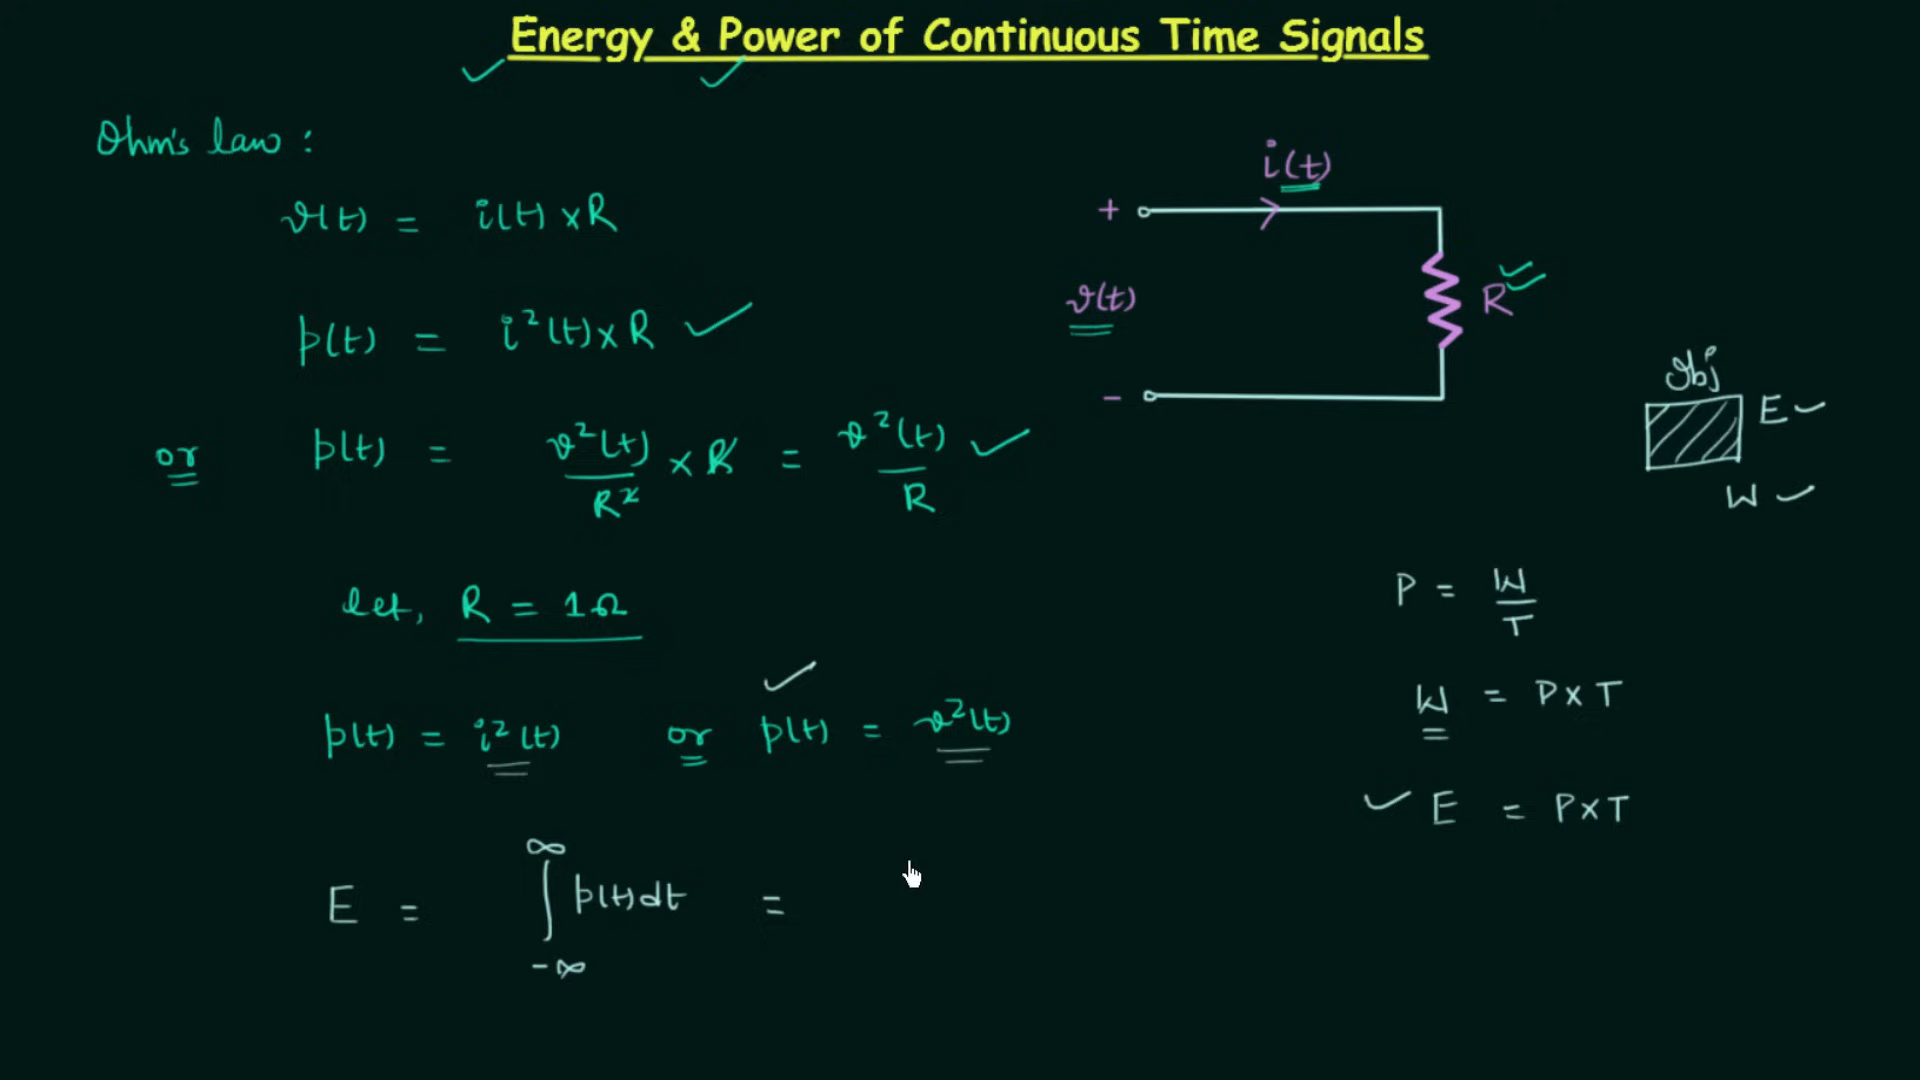 Energy & Power of Continuous Time Signals
Ohm's law :
v(t) = i(t) × R
p(t) = i²(t) × R
or p(t) = v²(t)/R² × R = v²(t)/R
let, R = 1Ω
p(t) = i²(t) or p(t) = v²(t)
E = ∫_{-∞}^{∞} p(t) dt =
i(t)
+
v(t)
R
-
Obj
E
W
P = W/T
W = P×T
E = P×T